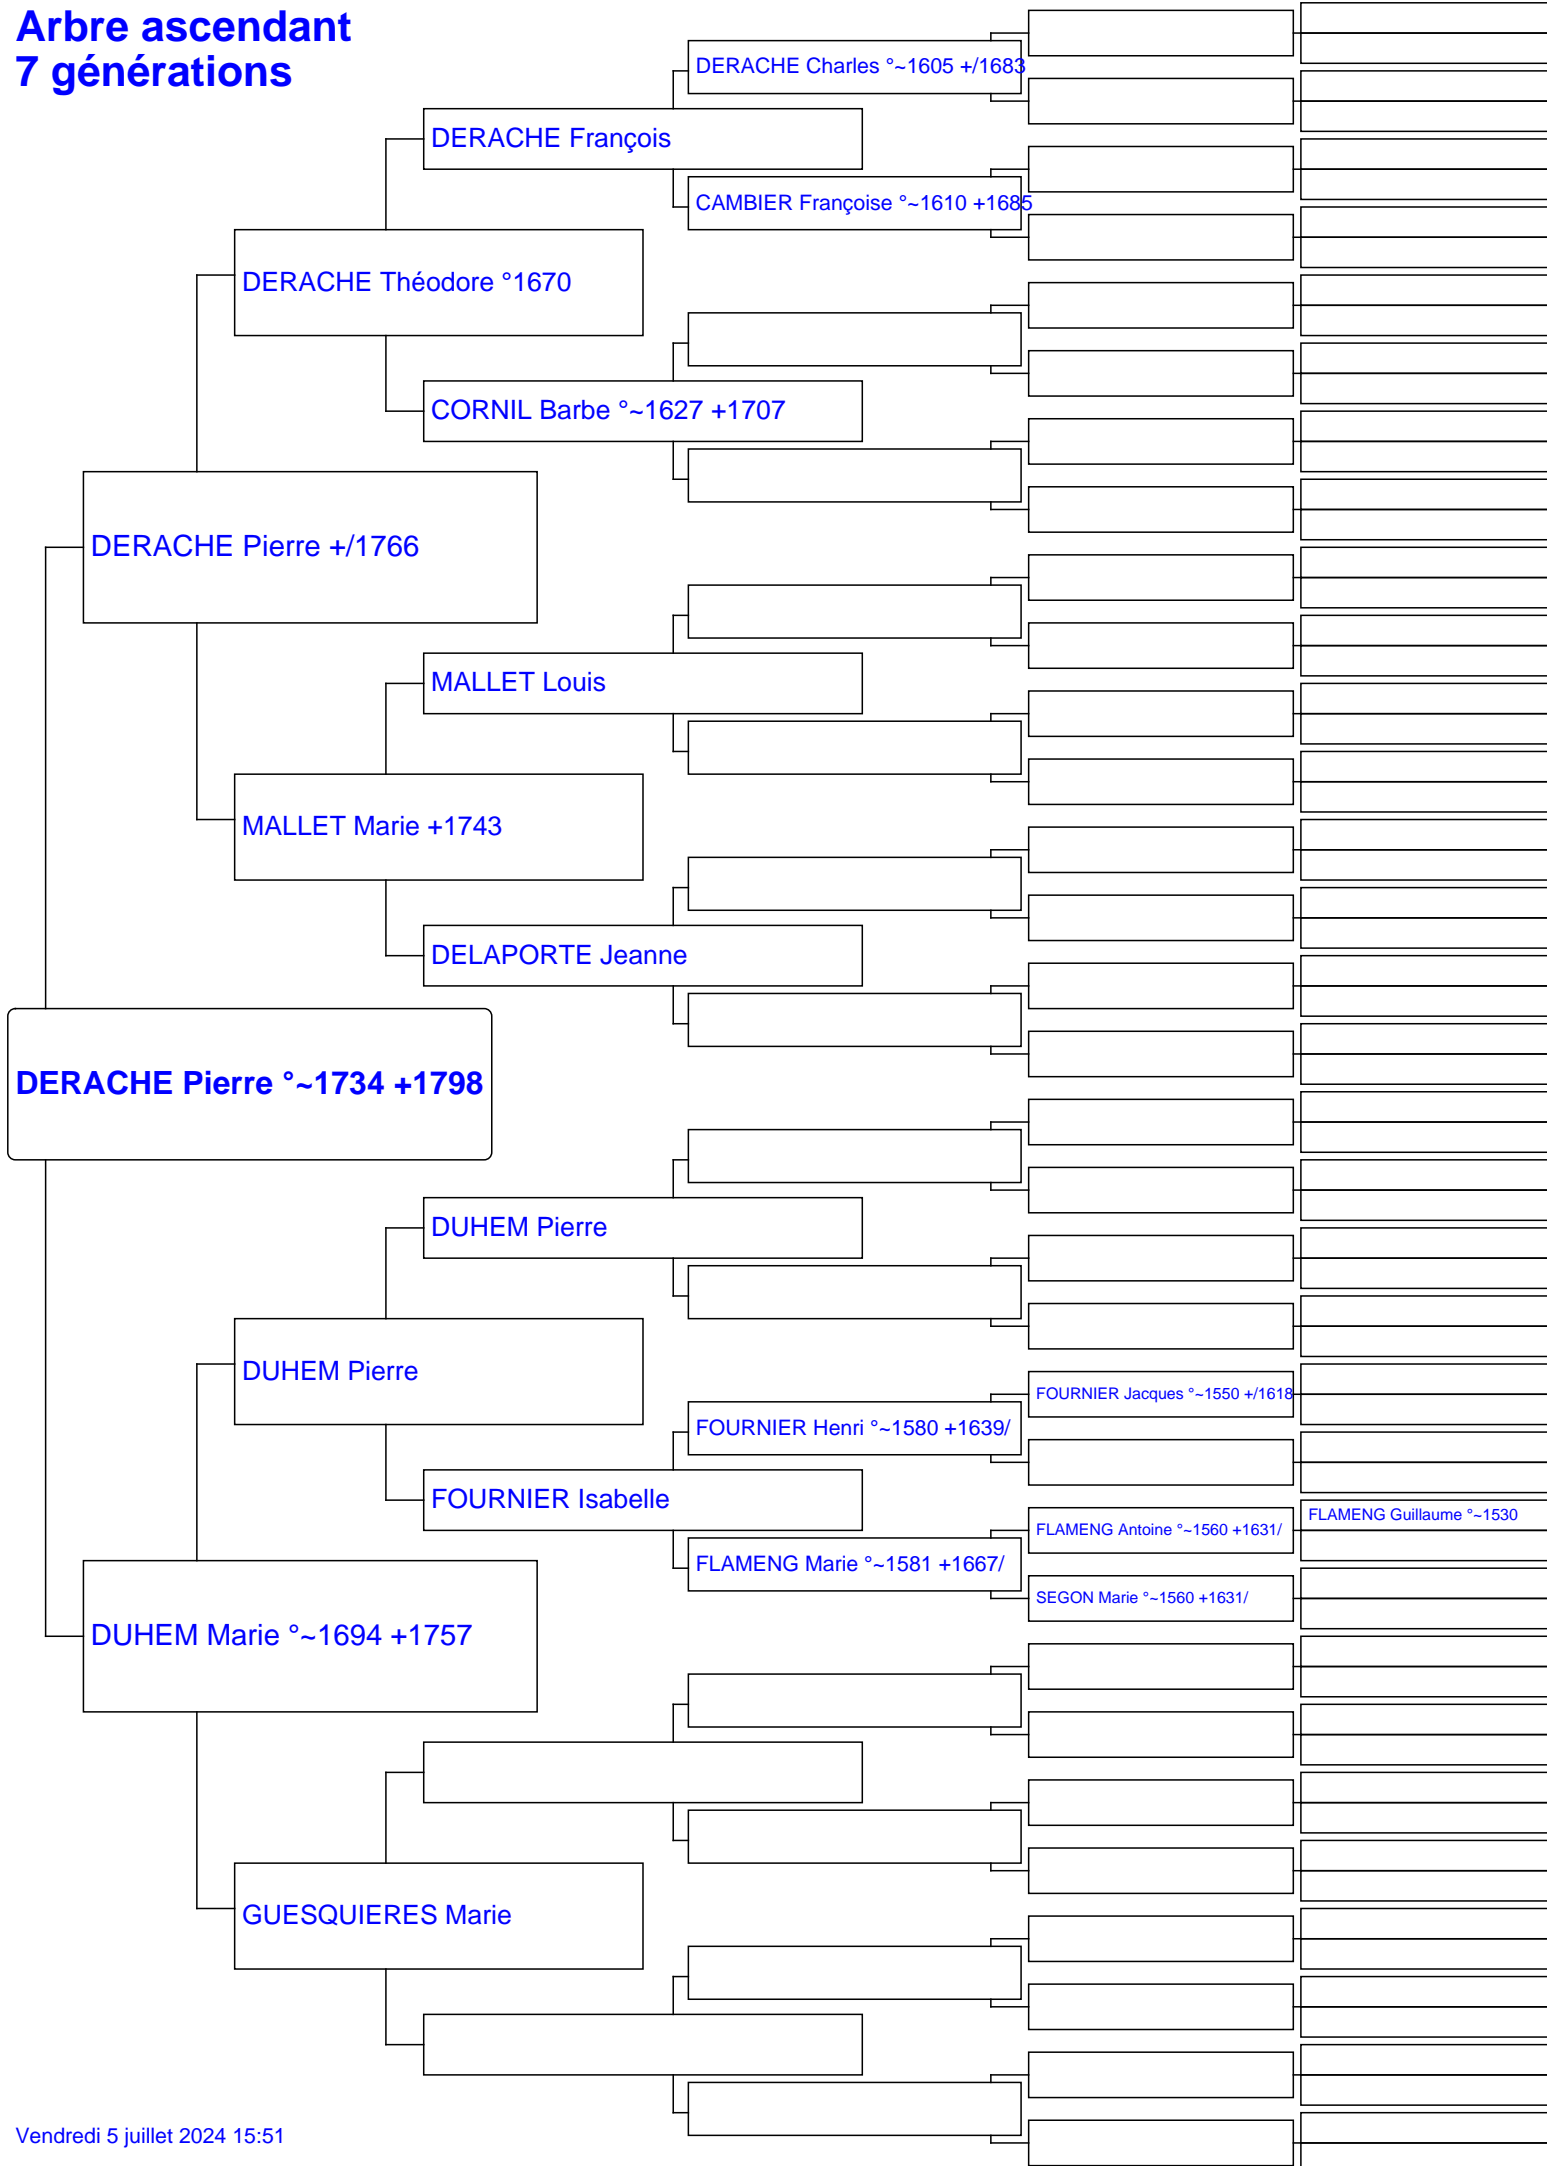 Arbre ascendant
7 générations
DERACHE Charles °~1605 +/1683
DERACHE François
CAMBIER Françoise °~1610 +1685
DERACHE Théodore °1670
CORNIL Barbe °~1627 +1707
DERACHE Pierre +/1766
MALLET Louis
MALLET Marie +1743
DELAPORTE Jeanne
DERACHE Pierre °~1734 +1798
DUHEM Pierre
DUHEM Pierre
FOURNIER Jacques °~1550 +/1618
FOURNIER Henri °~1580 +1639/
FOURNIER Isabelle
FLAMENG Guillaume °~1530
FLAMENG Antoine °~1560 +1631/
FLAMENG Marie °~1581 +1667/
SEGON Marie °~1560 +1631/
DUHEM Marie °~1694 +1757
GUESQUIERES Marie
Vendredi 5 juillet 2024 15:51